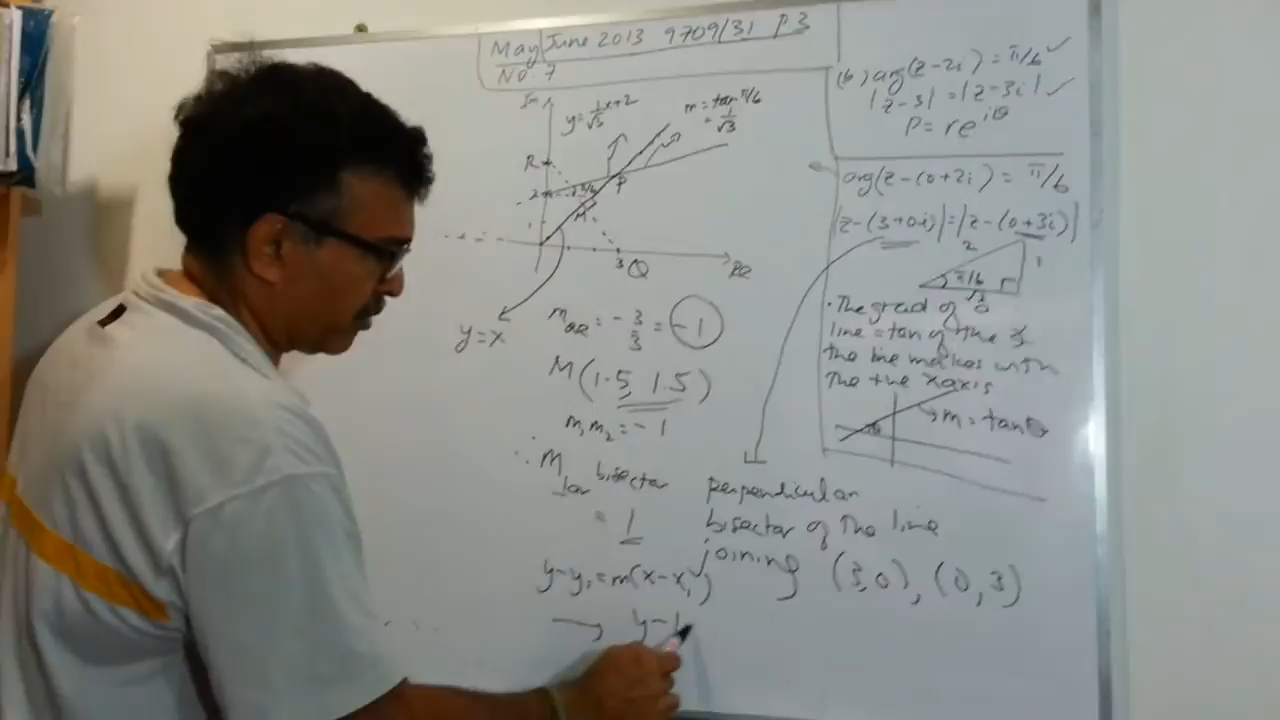 May/June 2013 9709/31 P3
No. 7
Im
y=1/√3 x+2
m=tan π/6
= 1/√3
R
2
π/6
P
M
3 Q
Re
y=x
m_QR = -3/3 = -1
M(1.5, 1.5)
m₁m₂ = -1
∴ M ⊥ar bisector
= 1
y-y₁=m(x-x₁)
→ y-1
(b) arg(z-2i) = π/6 ✓
|z-3| = |z-3i| ✓
P = re^iθ
arg(z-(0+2i) = π/6
|z-(3+0i)|=|z-(0+3i)|
2
1
π/6
√3
• The grad of a
line = tan of the ∡
the line makes with
the +ve x axis
m = tanθ
perpendicular
bisector of the line
joining (3,0), (0,3)